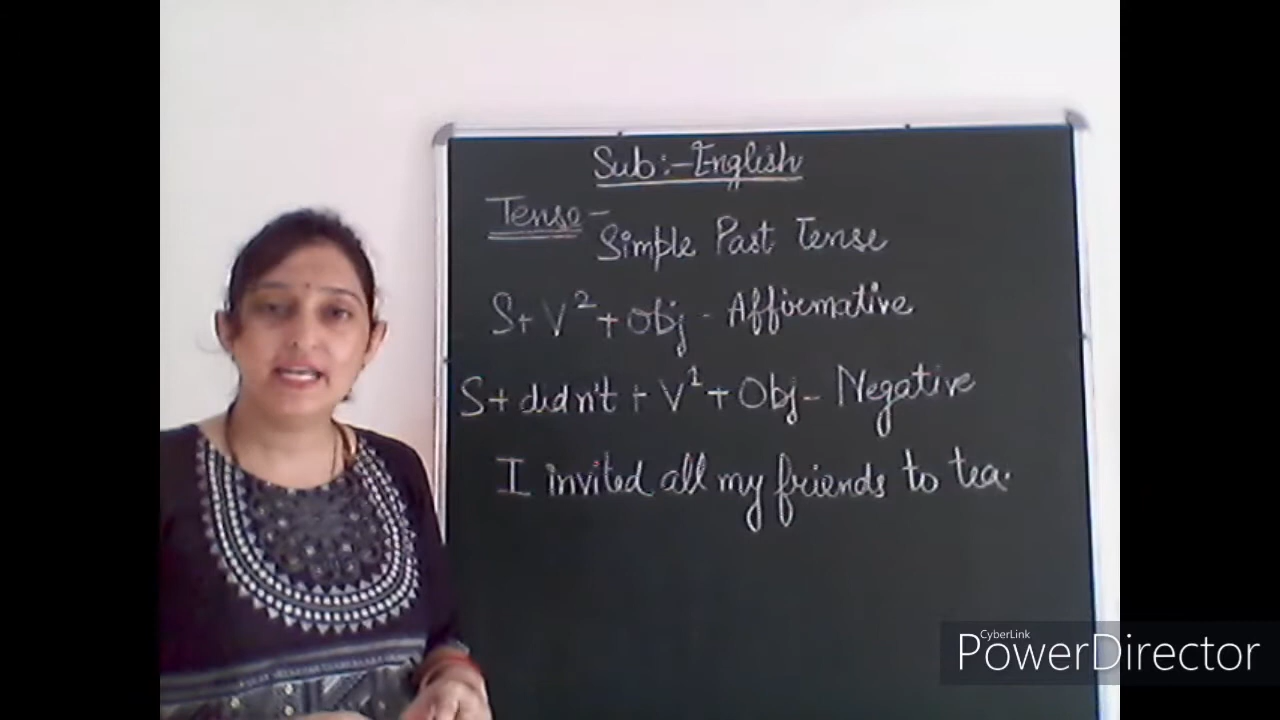 Sub:- English
Tense -
Simple Past Tense
S + V² + Obj - Affirmative
S + didn't + V¹ + Obj - Negative
I invited all my friends to tea.
CyberLink
PowerDirector